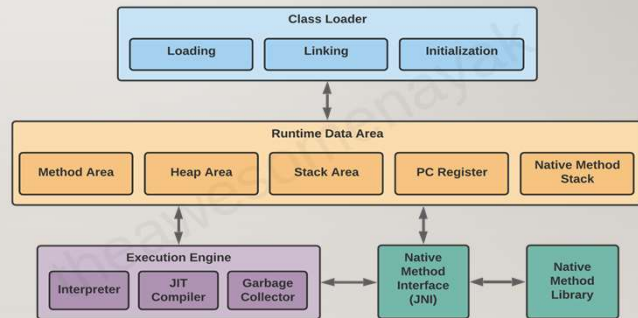 Class Loader
Loading
Linking
Initialization
Runtime Data Area
Method Area
Heap Area
Stack Area
PC Register
Native Method
Stack
Execution Engine
Interpreter
JIT
Compiler
Garbage
Collector
Native
Method
Interface
(JNI)
Native
Method
Library
theawesomenayak